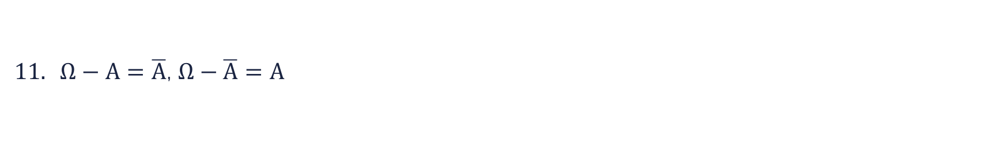 11. Ω − A = A̅, Ω − A̅ = A